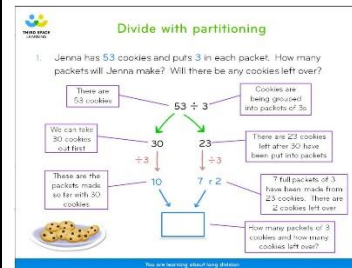 THIRD SPACE
LEARNING
Divide with partitioning
1. Jenna has 53 cookies and puts 3 in each packet. How many
packets will Jenna make? Will there be any cookies left over?
There are
53 cookies
53 ÷ 3
Cookies are
being grouped
into packets of 3s
We can take
30 cookies
out first
30
23
There are 23 cookies
left after 30 have
been put into packets
÷3
÷3
These are the
packets made
so far with 30
cookies
10
7 r 2
7 full packets of 3
have been made from
23 cookies. There are
2 cookies left over
How many packets of 3
cookies and how many
cookies left over?
You are learning about long division